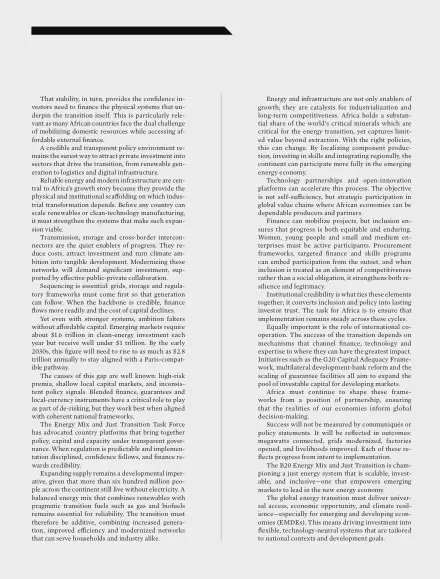 That stability, in turn, provides the confidence in-
vestors need to finance the physical systems that un-
derpin the transition itself. This is particularly rele-
vant as many African countries face the dual challenge
of mobilizing domestic resources while accessing af-
fordable external finance.
A credible and transparent policy environment re-
mains the surest way to attract private investment into
sectors that drive the transition, from renewable gen-
eration to logistics and digital infrastructure.
Reliable energy and modern infrastructure are cen-
tral to Africa's growth story because they provide the
physical and institutional scaffolding on which indus-
trial transformation depends. Before any country can
scale renewables or clean-technology manufacturing,
it must strengthen the systems that make such expan-
sion viable.
Transmission, storage and cross-border intercon-
nectors are the quiet enablers of progress. They re-
duce costs, attract investment and turn climate am-
bition into tangible development. Modernizing these
networks will demand significant investment, sup-
ported by effective public-private collaboration.
Sequencing is essential: grids, storage and regula-
tory frameworks must come first so that generation
can follow. When the backbone is credible, finance
flows more readily and the cost of capital declines.
Yet even with stronger systems, ambition falters
without affordable capital. Emerging markets require
about $1.6 trillion in clean-energy investment each
year but receive well under $1 trillion. By the early
2030s, this figure will need to rise to as much as $2.8
trillion annually to stay aligned with a Paris-compat-
ible pathway.
The causes of this gap are well known: high-risk
premia, shallow local capital markets, and inconsis-
tent policy signals. Blended finance, guarantees and
local-currency instruments have a critical role to play
as part of de-risking, but they work best when aligned
with coherent national frameworks.
The Energy Mix and Just Transition Task Force
has advocated country platforms that bring together
policy, capital and capacity under transparent gover-
nance. When regulation is predictable and implemen-
tation disciplined, confidence follows, and finance re-
wards credibility.
Expanding supply remains a developmental imper-
ative, given that more than six hundred million peo-
ple across the continent still live without electricity. A
balanced energy mix that combines renewables with
pragmatic transition fuels such as gas and biofuels
remains essential for reliability. The transition must
therefore be additive, combining increased genera-
tion, improved efficiency and modernized networks
that can serve households and industry alike.
Energy and infrastructure are not only enablers of
growth; they are catalysts for industrialization and
long-term competitiveness. Africa holds a substan-
tial share of the world's critical minerals which are
critical for the energy transition, yet captures limit-
ed value beyond extraction. With the right policies,
this can change. By localizing component produc-
tion, investing in skills and integrating regionally, the
continent can participate more fully in the emerging
energy economy.
Technology partnerships and open-innovation
platforms can accelerate this process. The objective
is not self-sufficiency, but strategic participation in
global value chains where African economies can be
dependable producers and partners.
Finance can mobilize projects, but inclusion en-
sures that progress is both equitable and enduring.
Women, young people and small and medium en-
terprises must be active participants. Procurement
frameworks, targeted finance and skills programs
can embed participation from the outset, and when
inclusion is treated as an element of competitiveness
rather than a social obligation, it strengthens both re-
silience and legitimacy.
Institutional credibility is what ties these elements
together; it converts inclusion and policy into lasting
investor trust. The task for Africa is to ensure that
implementation remains steady across these cycles.
Equally important is the role of international co-
operation. The success of the transition depends on
mechanisms that channel finance, technology and
expertise to where they can have the greatest impact.
Initiatives such as the G20 Capital Adequacy Frame-
work, multilateral development-bank reform and the
scaling of guarantee facilities all aim to expand the
pool of investable capital for developing markets.
Africa must continue to shape these frame-
works from a position of partnership, ensuring
that the realities of our economies inform global
decision-making.
Success will not be measured by communiqués or
policy statements. It will be reflected in outcomes:
megawatts connected, grids modernized, factories
opened, and livelihoods improved. Each of these re-
flects progress from intent to implementation.
The B20 Energy Mix and Just Transition is cham-
pioning a just energy system that is scalable, invest-
able, and inclusive—one that empowers emerging
markets to lead in the new energy economy.
The global energy transition must deliver univer-
sal access, economic opportunity, and climate resil-
ience—especially for emerging and developing econ-
omies (EMDEs). This means driving investment into
flexible, technology-neutral systems that are tailored
to national contexts and development goals.